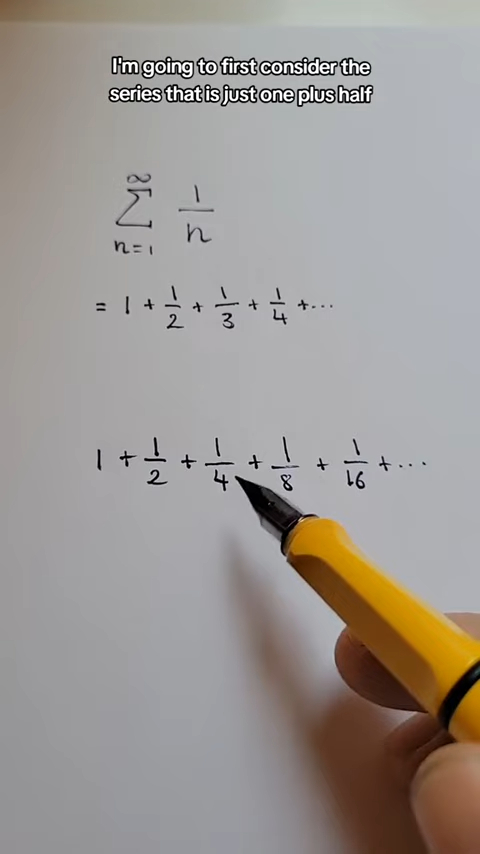 I'm going to first consider the
series that is just one plus half
∞
∑ 1/n
n=1
= 1 + 1/2 + 1/3 + 1/4 + ...
1 + 1/2 + 1/4 + 1/8 + 1/16 + ...